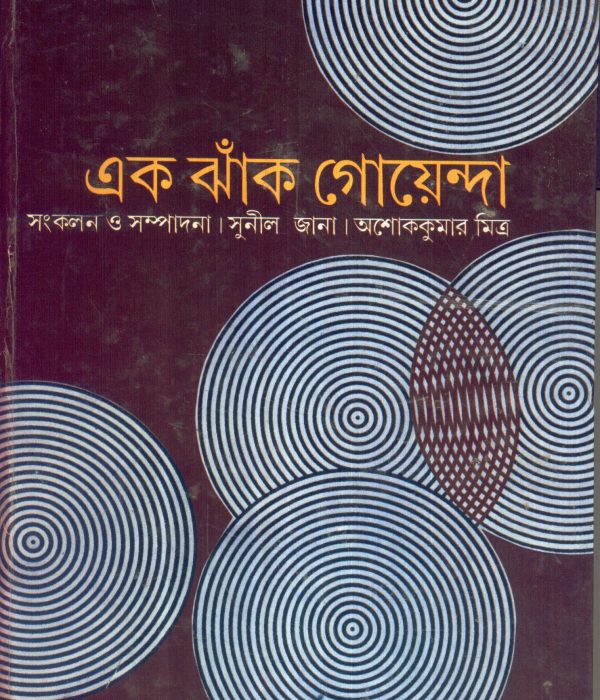 এক ঝাঁক গোয়েন্দা
সংকলন ও সম্পাদনা। সুনীল জানা। অশোককুমার মিত্র